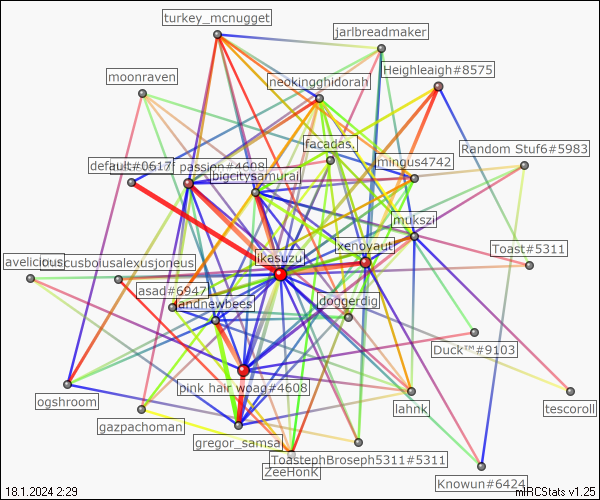 turkey_mcnugget
jarlbreadmaker
moonraven
neokingghidorah
Heighleigh#8575
facadas.
Random Stuf6#5983
default#0617
passion#4608
mingus4742
bigcitysamurai
mukszi
xenoyaut
Toast#5311
avelicious
cusbolusalexusjoneus
ikasuzu
asad#6947
andnewbees
doggerdig
Duck™#9103
pink hair woag#4608
ogshroom
lahnk
tescoroll
gazpachoman
gregor_samsa
ToastephBroseph5311#5311
ZeeHonk
Knowun#6424
18.1.2024 2:29
mIRCStats v1.25